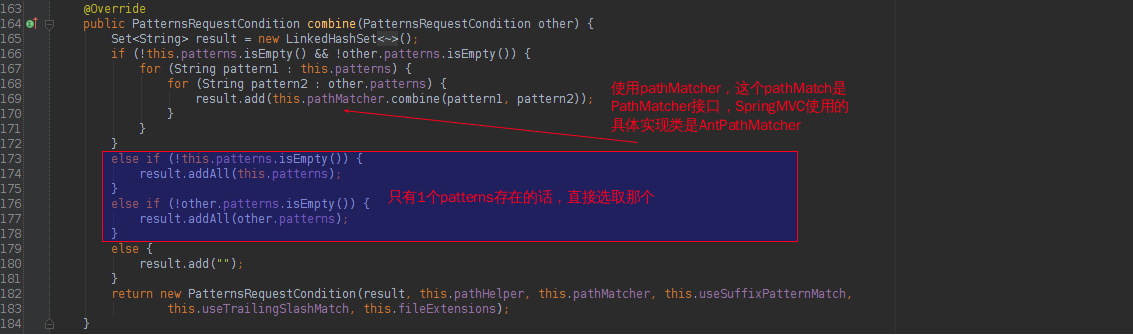 163 @Override
164 public PatternsRequestCondition combine(PatternsRequestCondition other) {
165 Set<String> result = new LinkedHashSet<~>();
166 if (!this.patterns.isEmpty() && !other.patterns.isEmpty()) {
167 for (String pattern1 : this.patterns) {
168 for (String pattern2 : other.patterns) {
169 result.add(this.pathMatcher.combine(pattern1, pattern2));
170 }
171 }
172 }
使用pathMatcher，这个pathMatch是
PathMatcher接口，SpringMVC使用的
具体实现类是AntPathMatcher
173 else if (!this.patterns.isEmpty()) {
174 result.addAll(this.patterns);
175 }
176 else if (!other.patterns.isEmpty()) {
177 result.addAll(other.patterns);
178 }
只有1个patterns存在的话，直接选取那个
179 else {
180 result.add("");
181 }
182 return new PatternsRequestCondition(result, this.pathHelper, this.pathMatcher, this.useSuffixPatternMatch,
183 this.useTrailingSlashMatch, this.fileExtensions);
184 }